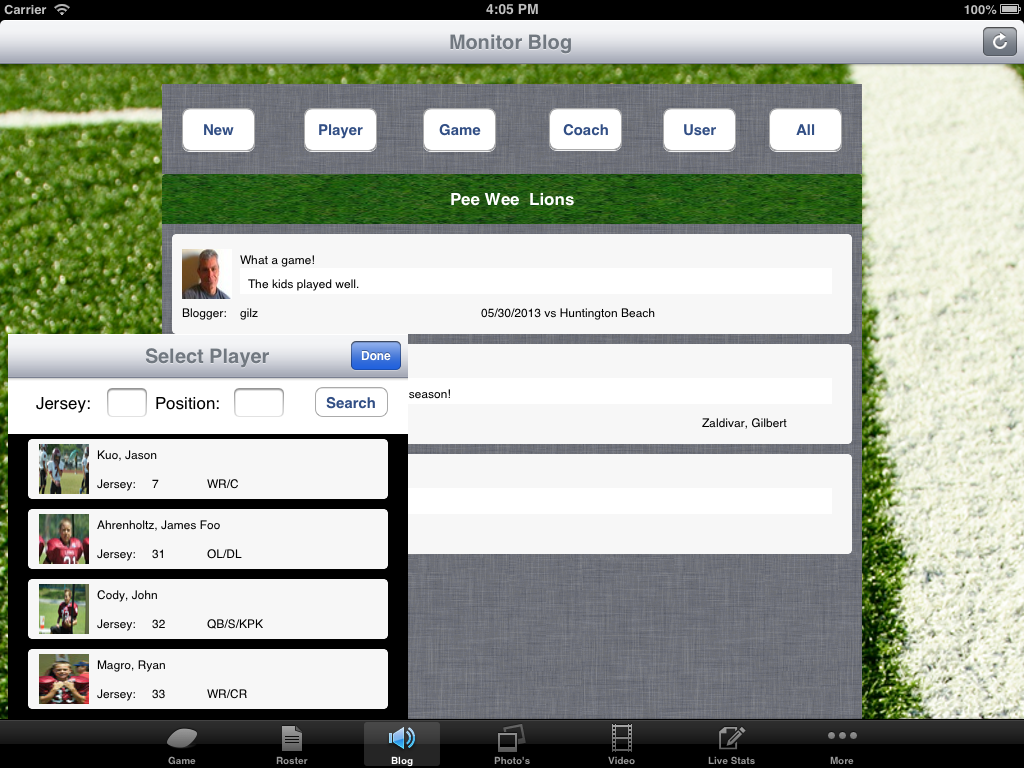 Carrier 4:05 PM 100%
Monitor Blog
New Player Game Coach User All
Pee Wee Lions
What a game!
The kids played well.
Blogger: gilz 05/30/2013 vs Huntington Beach
season!
Zaldivar, Gilbert
Select Player Done
Jersey: Position: Search
Kuo, Jason
Jersey: 7 WR/C
Ahrenholtz, James Foo
Jersey: 31 OL/DL
Cody, John
Jersey: 32 QB/S/KPK
Magro, Ryan
Jersey: 33 WR/CR
Game Roster Blog Photo's Video Live Stats More